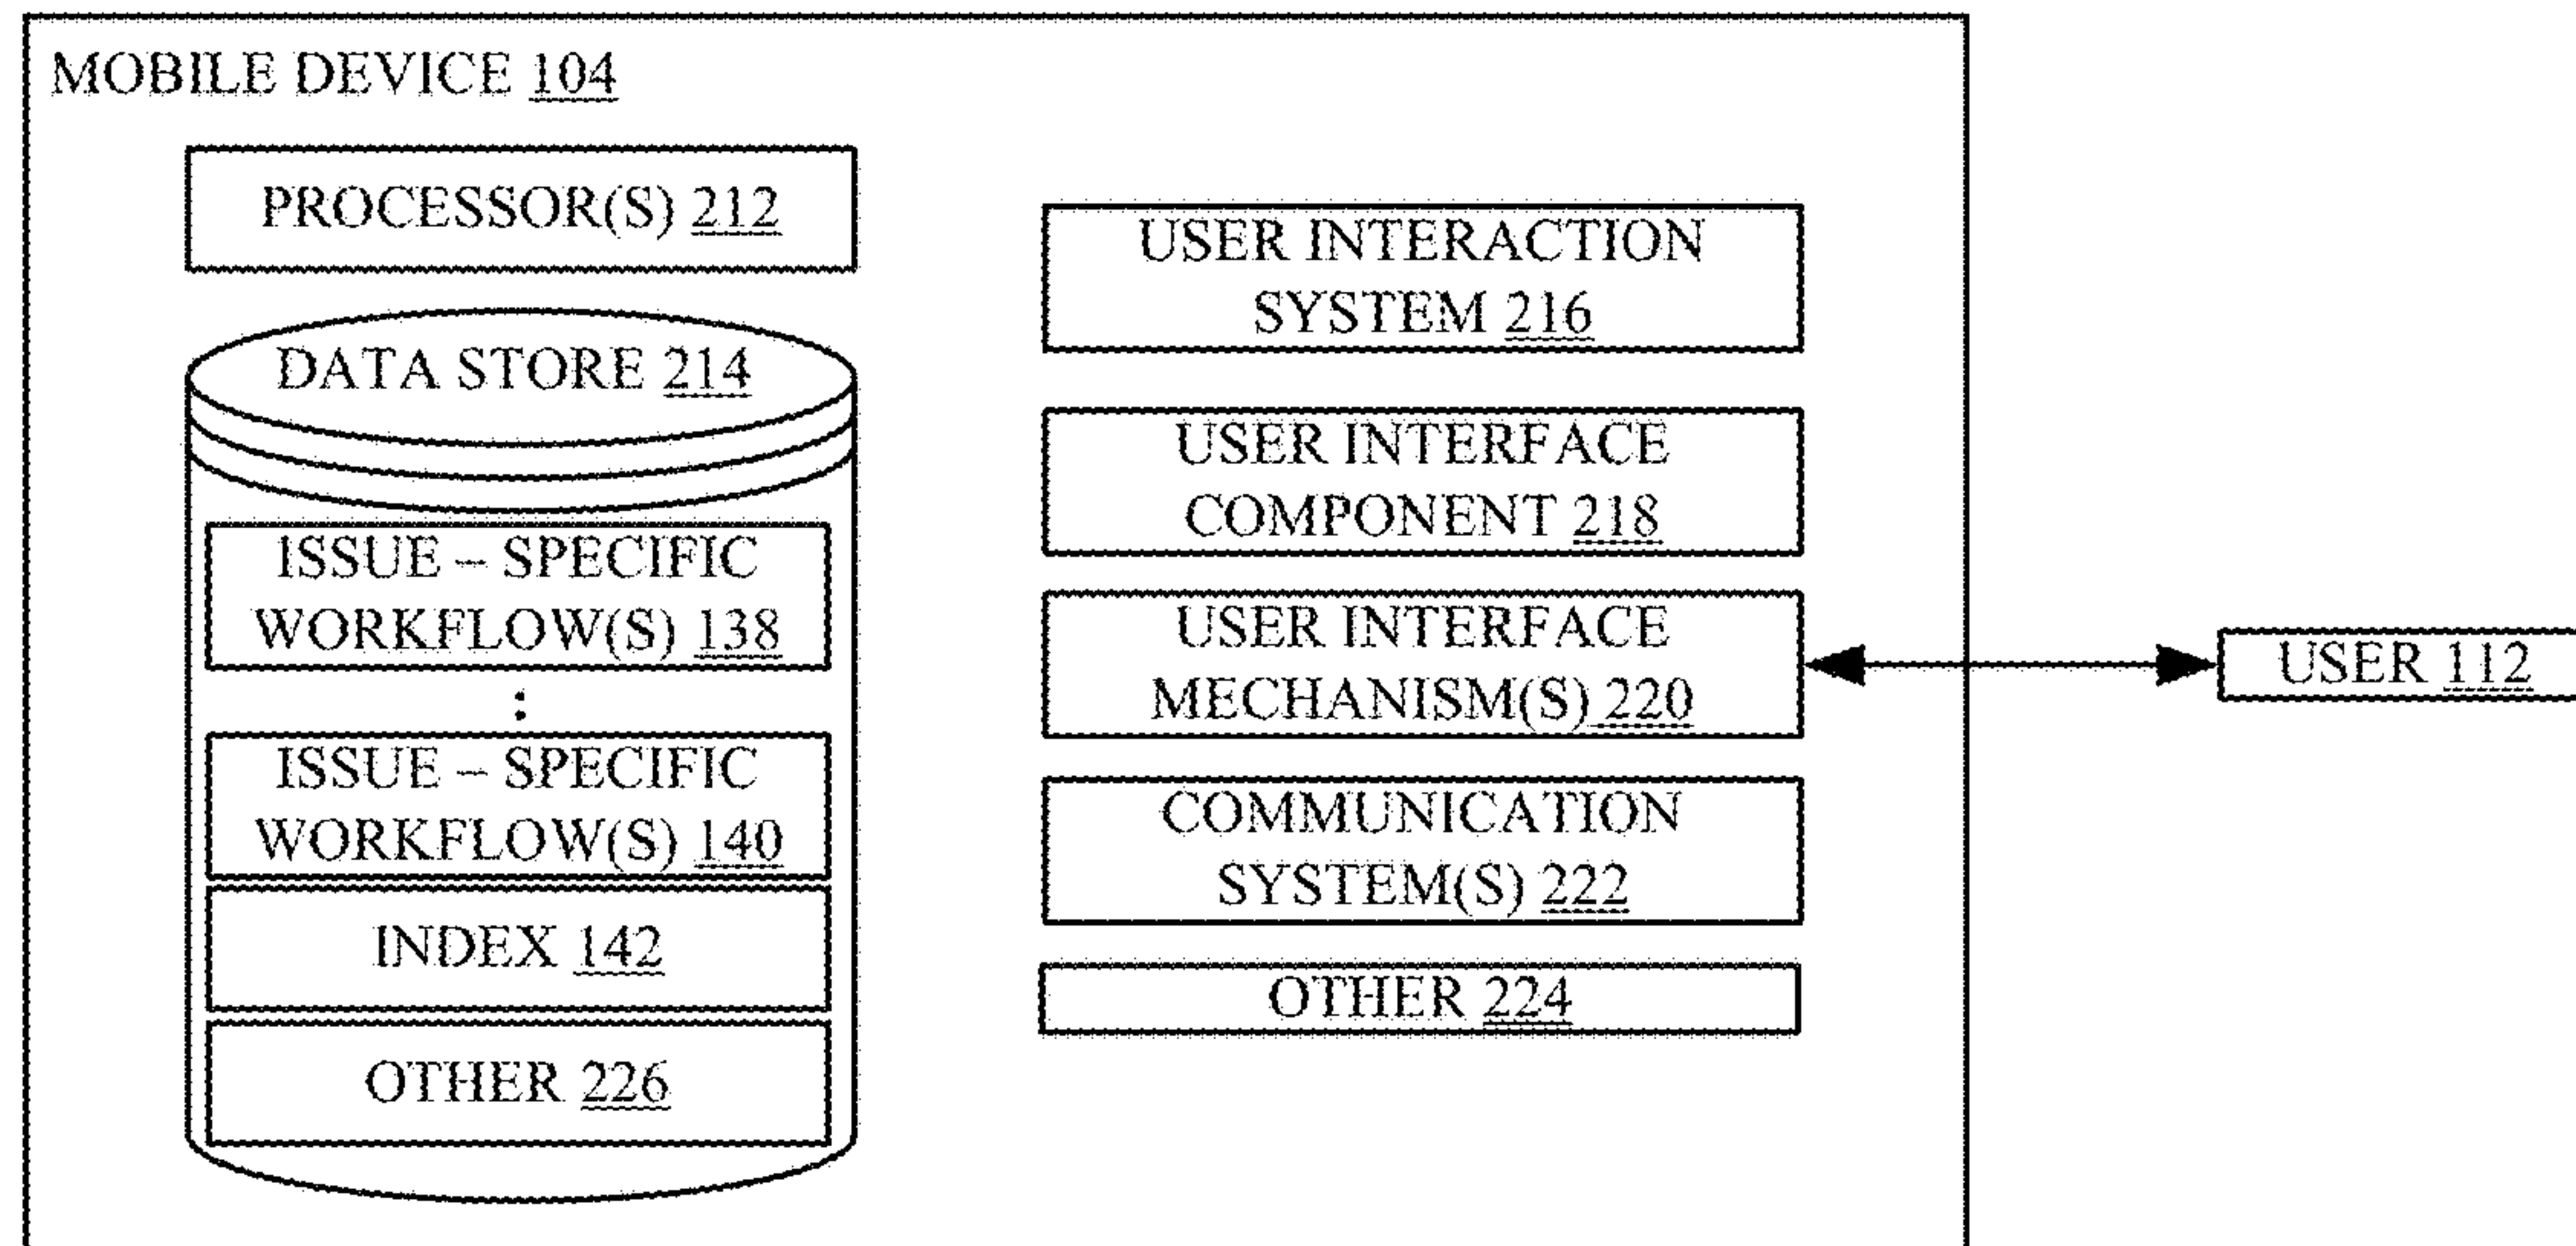 MOBILE DEVICE 104
PROCESSOR(S) 212
DATA STORE 214
ISSUE – SPECIFIC
WORKFLOW(S) 138
:
ISSUE – SPECIFIC
WORKFLOW(S) 140
INDEX 142
OTHER 226
USER INTERACTION
SYSTEM 216
USER INTERFACE
COMPONENT 218
USER INTERFACE
MECHANISM(S) 220
COMMUNICATION
SYSTEM(S) 222
OTHER 224
USER 112